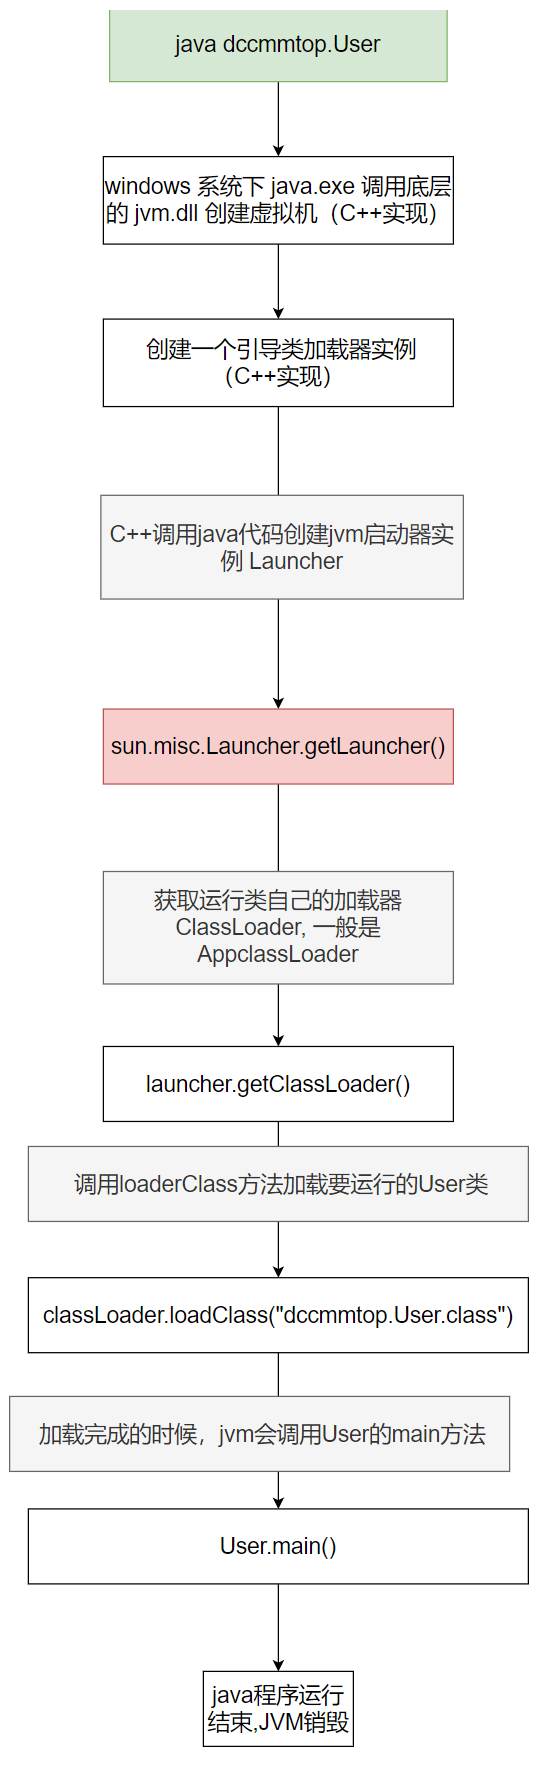 java dccmmtop.User
windows 系统下 java.exe 调用底层
的 jvm.dll 创建虚拟机（C++实现）
创建一个引导类加载器实例
（C++实现）
C++调用java代码创建jvm启动器实
例 Launcher
sun.misc.Launcher.getLauncher()
获取运行类自己的加载器
ClassLoader, 一般是
AppclassLoader
launcher.getClassLoader()
调用loaderClass方法加载要运行的User类
classLoader.loadClass("dccmmtop.User.class")
加载完成的时候，jvm会调用User的main方法
User.main()
java程序运行
结束,JVM销毁